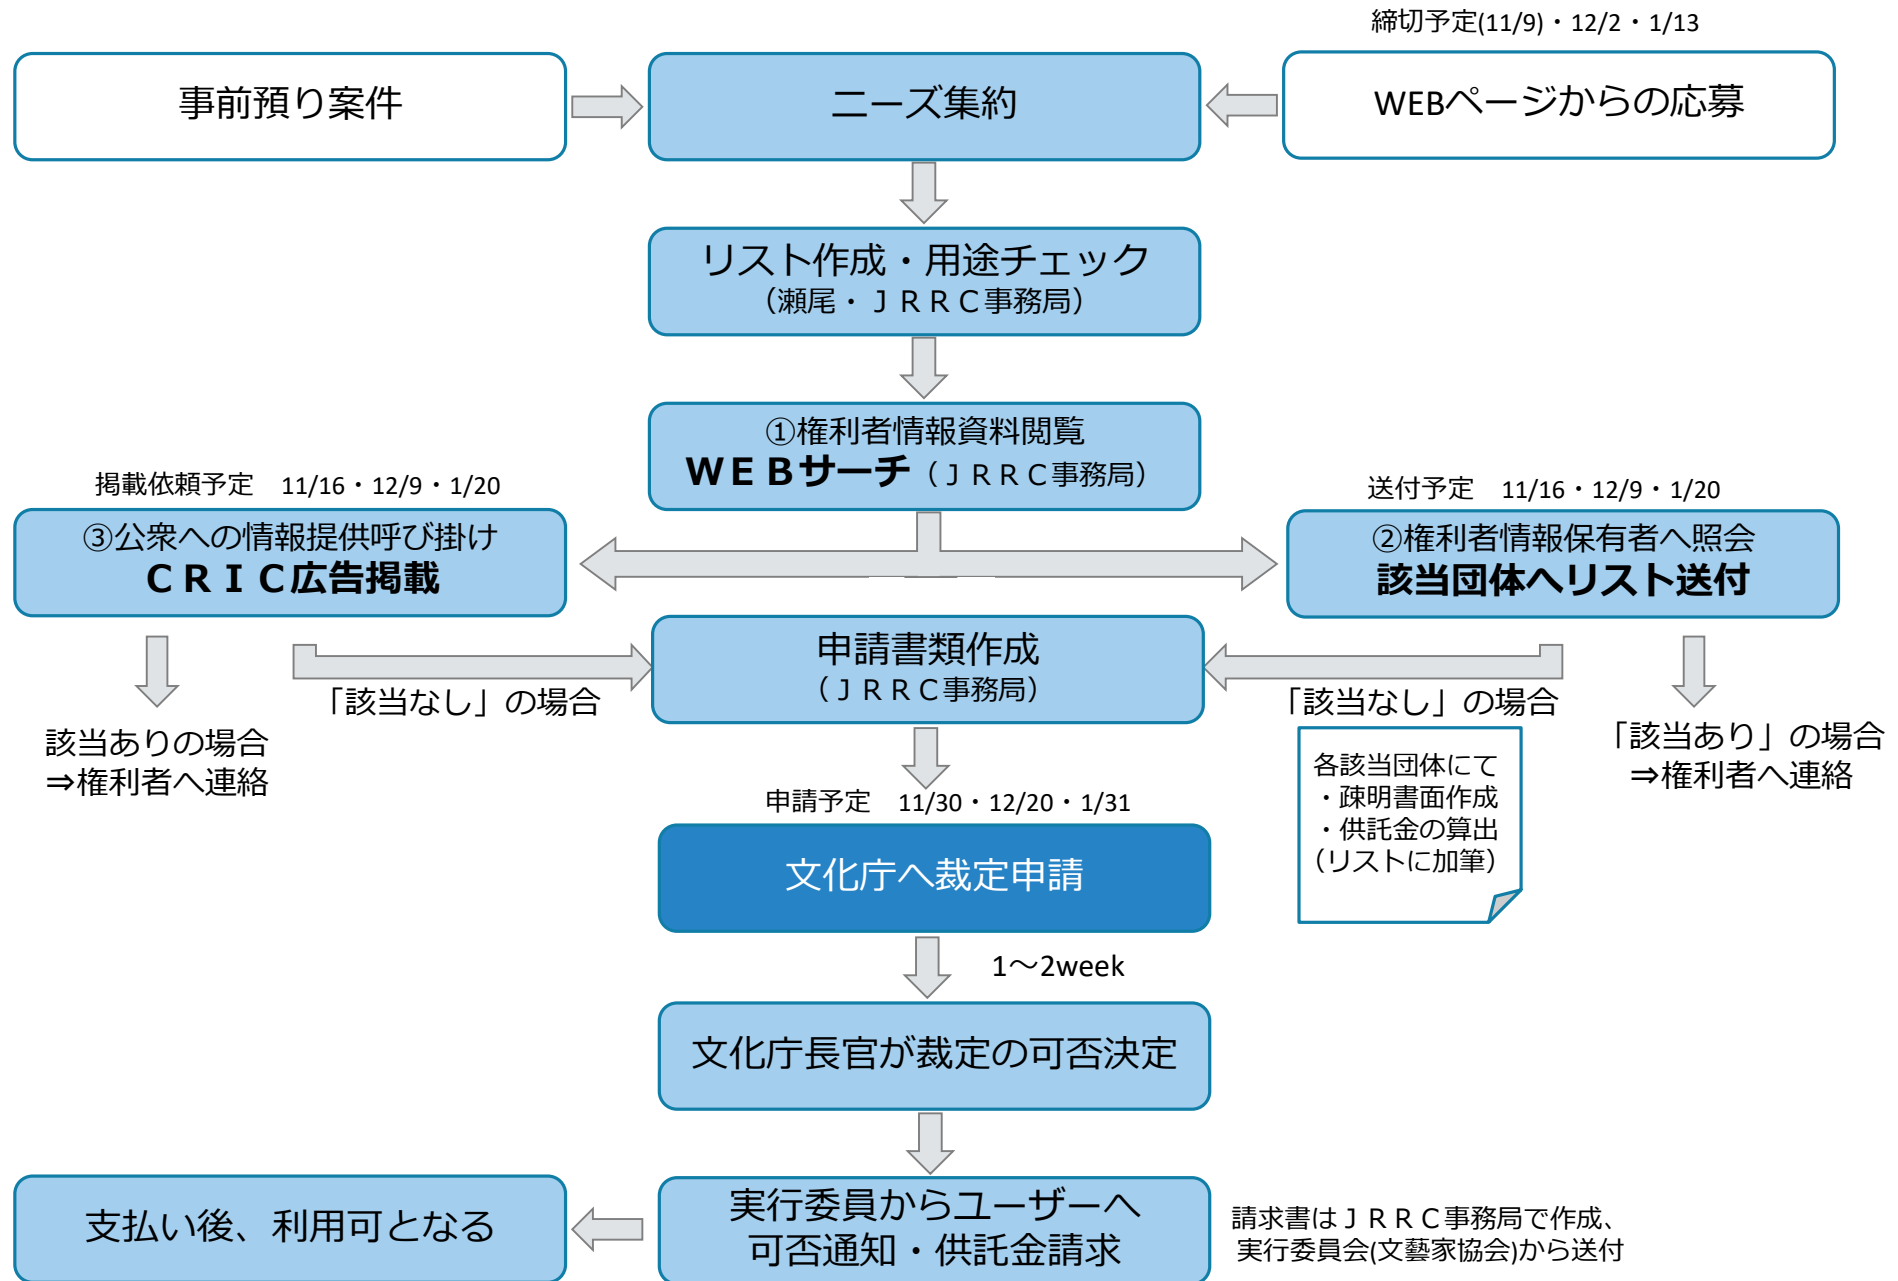 締切予定(11/9)・12/2・1/13
事前預り案件
ニーズ集約
WEBページからの応募
リスト作成・用途チェック
（瀬尾・ＪＲＲＣ事務局）
①権利者情報資料閲覧
ＷＥＢサーチ（ＪＲＲＣ事務局）
掲載依頼予定　11/16・12/9・1/20
③公衆への情報提供呼び掛け
ＣＲＩＣ広告掲載
送付予定　11/16・12/9・1/20
②権利者情報保有者へ照会
該当団体へリスト送付
申請書類作成
（ＪＲＲＣ事務局）
「該当なし」の場合
「該当なし」の場合
該当ありの場合
⇒権利者へ連絡
「該当あり」の場合
⇒権利者へ連絡
各該当団体にて
・疎明書面作成
・供託金の算出
（リストに加筆）
申請予定　11/30・12/20・1/31
文化庁へ裁定申請
1～2week
文化庁長官が裁定の可否決定
実行委員からユーザーへ
可否通知・供託金請求
支払い後、利用可となる
請求書はＪＲＲＣ事務局で作成、
実行委員会(文藝家協会)から送付